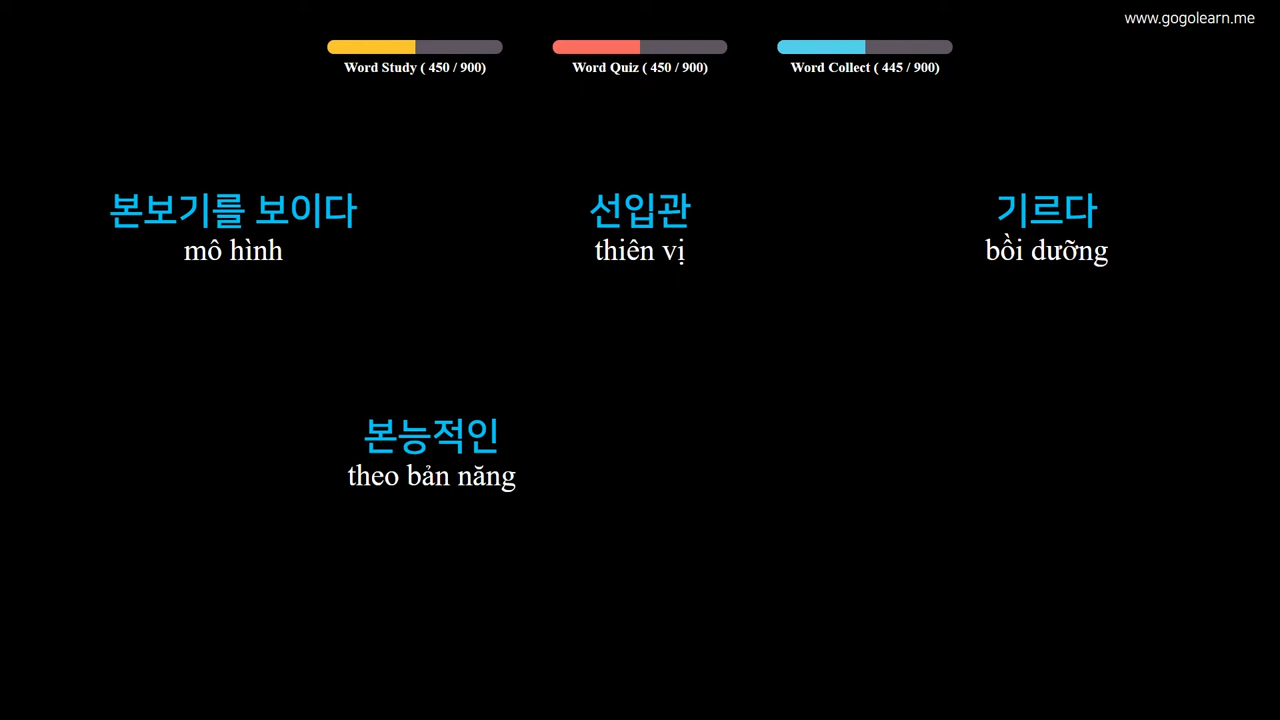 www.gogolearn.me
Word Study ( 450 / 900)
Word Quiz ( 450 / 900)
Word Collect ( 445 / 900)
본보기를 보이다
mô hình
선입관
thiên vị
기르다
bồi dưỡng
본능적인
theo bản năng